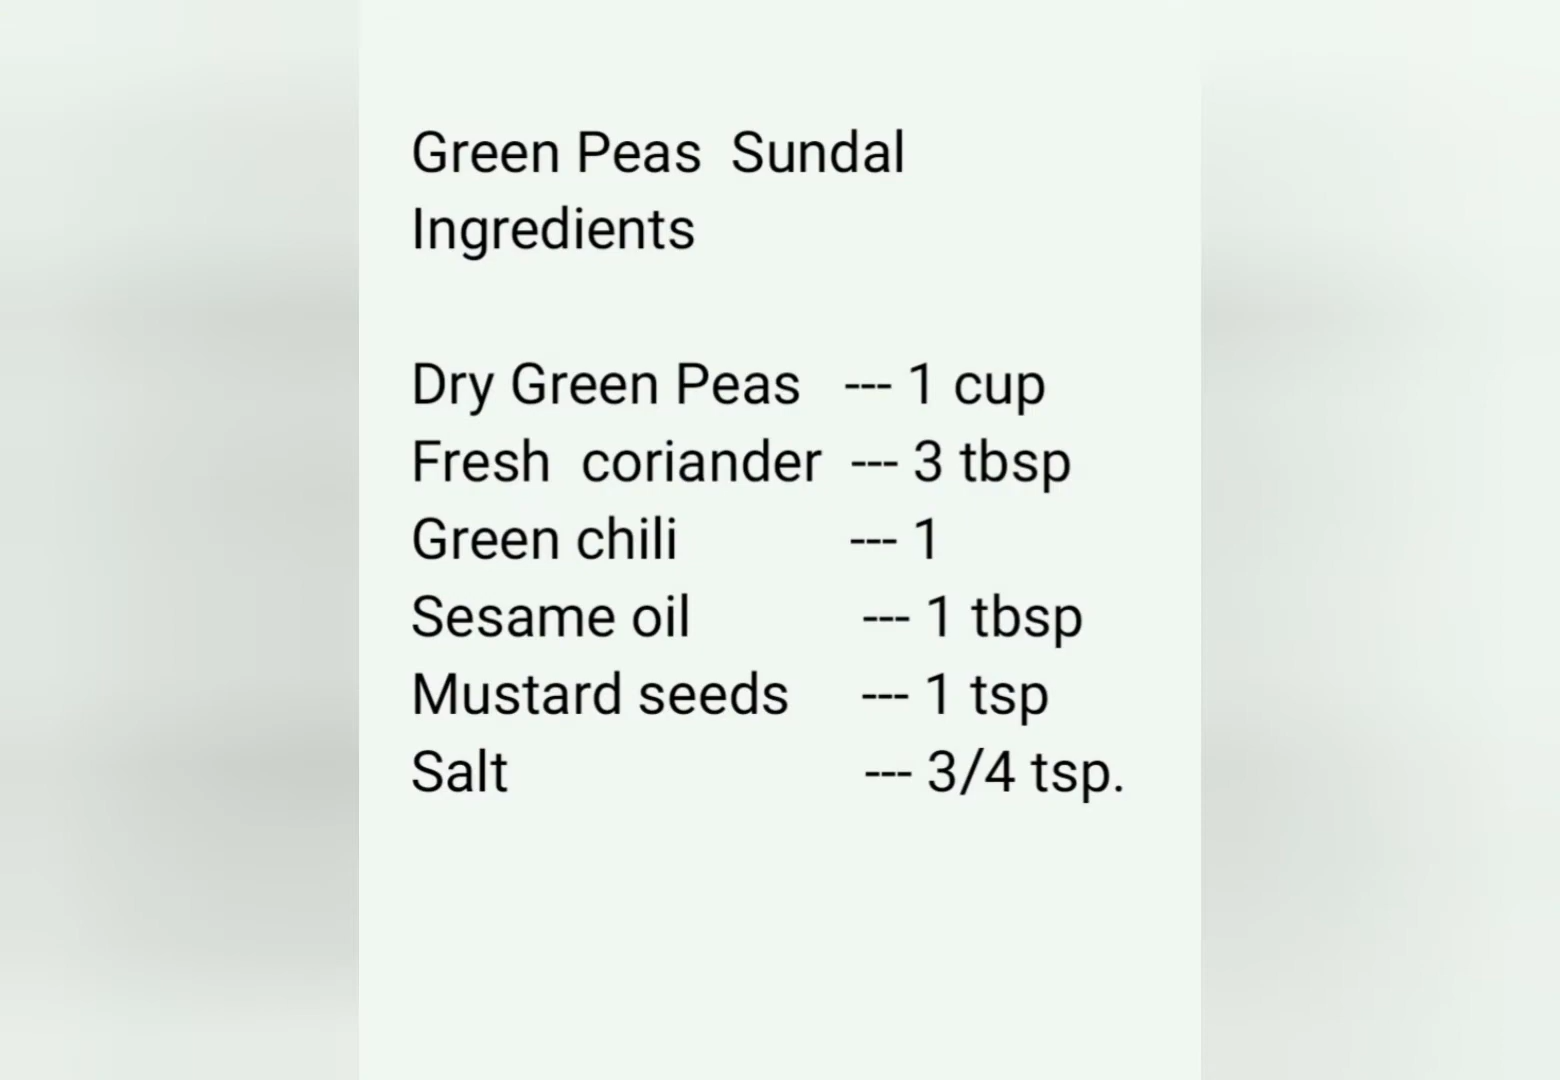 Green Peas Sundal
Ingredients
Dry Green Peas --- 1 cup
Fresh coriander --- 3 tbsp
Green chili --- 1
Sesame oil --- 1 tbsp
Mustard seeds --- 1 tsp
Salt --- 3/4 tsp.